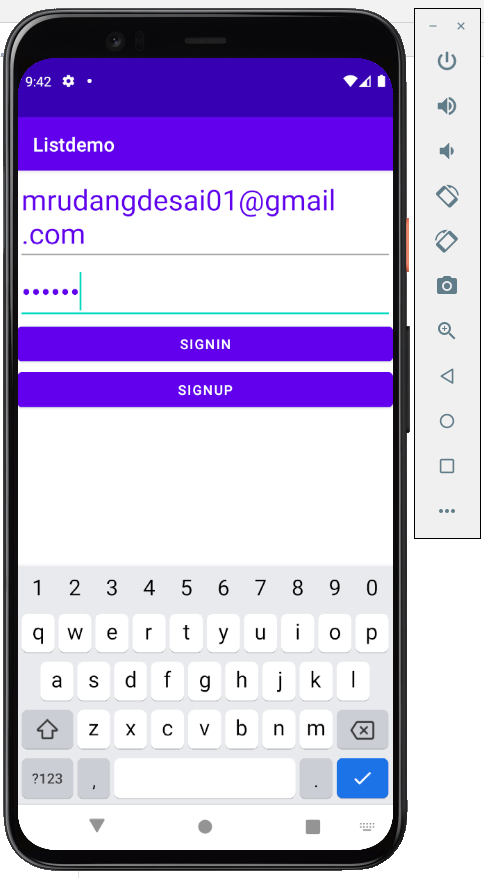 9:42
Listdemo
mrudangdesai01@gmail
.com
••••••
SIGNIN
SIGNUP
1 2 3 4 5 6 7 8 9 0
q w e r t y u i o p
a s d f g h j k l
z x c v b n m
?123 , .